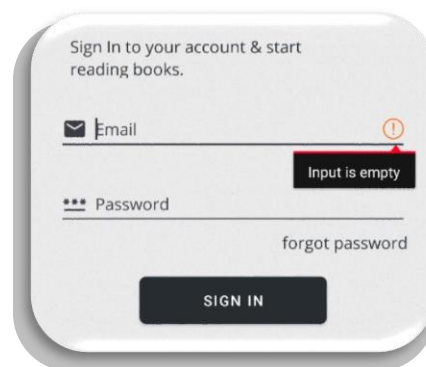 Sign In to your account & start
reading books.
Email
Input is empty
Password
forgot password
SIGN IN